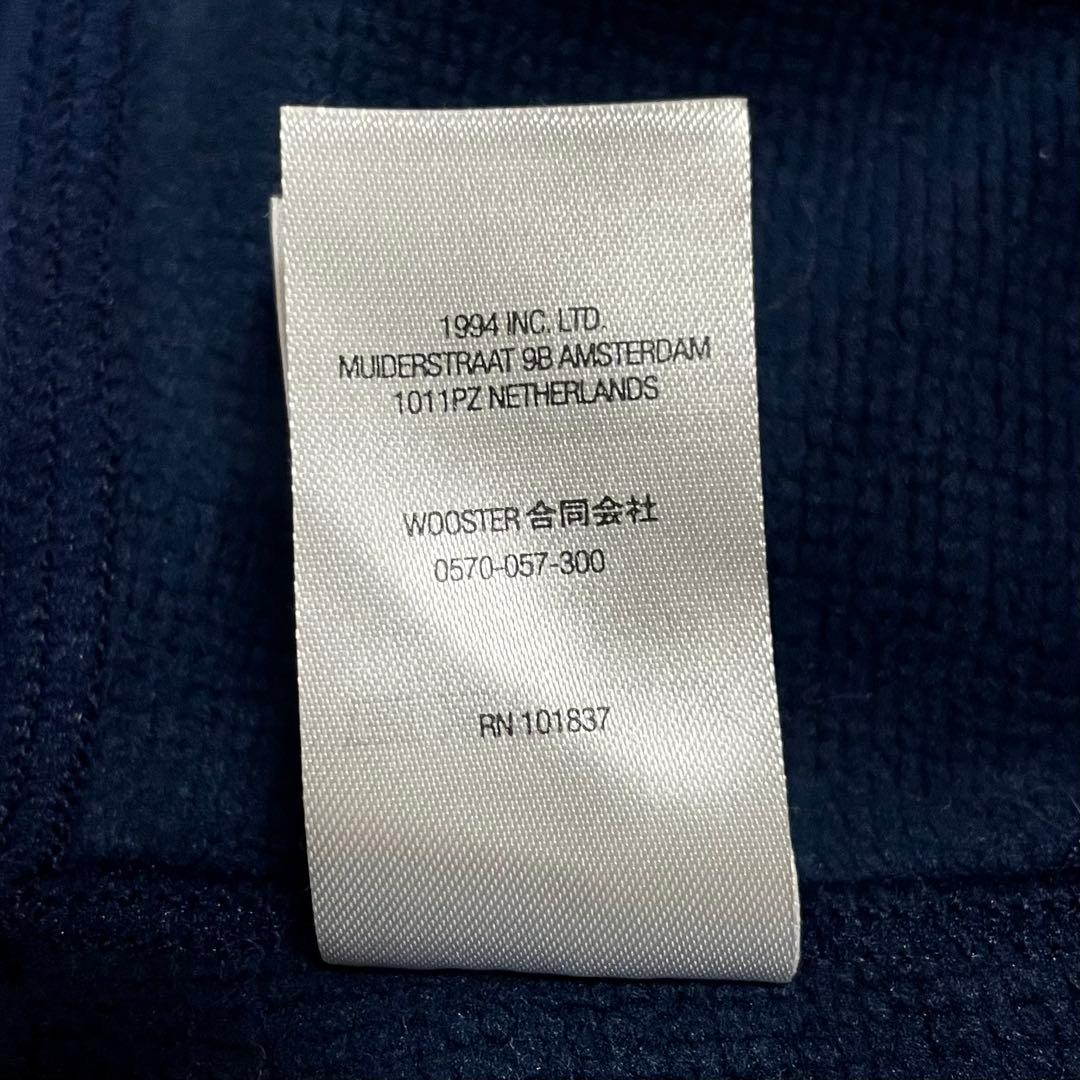 1994 INC. LTD.
MUIDERSTRAAT 9B AMSTERDAM
1011PZ NETHERLANDS
WOOSTER 合同会社
0570-057-300
RN 101837